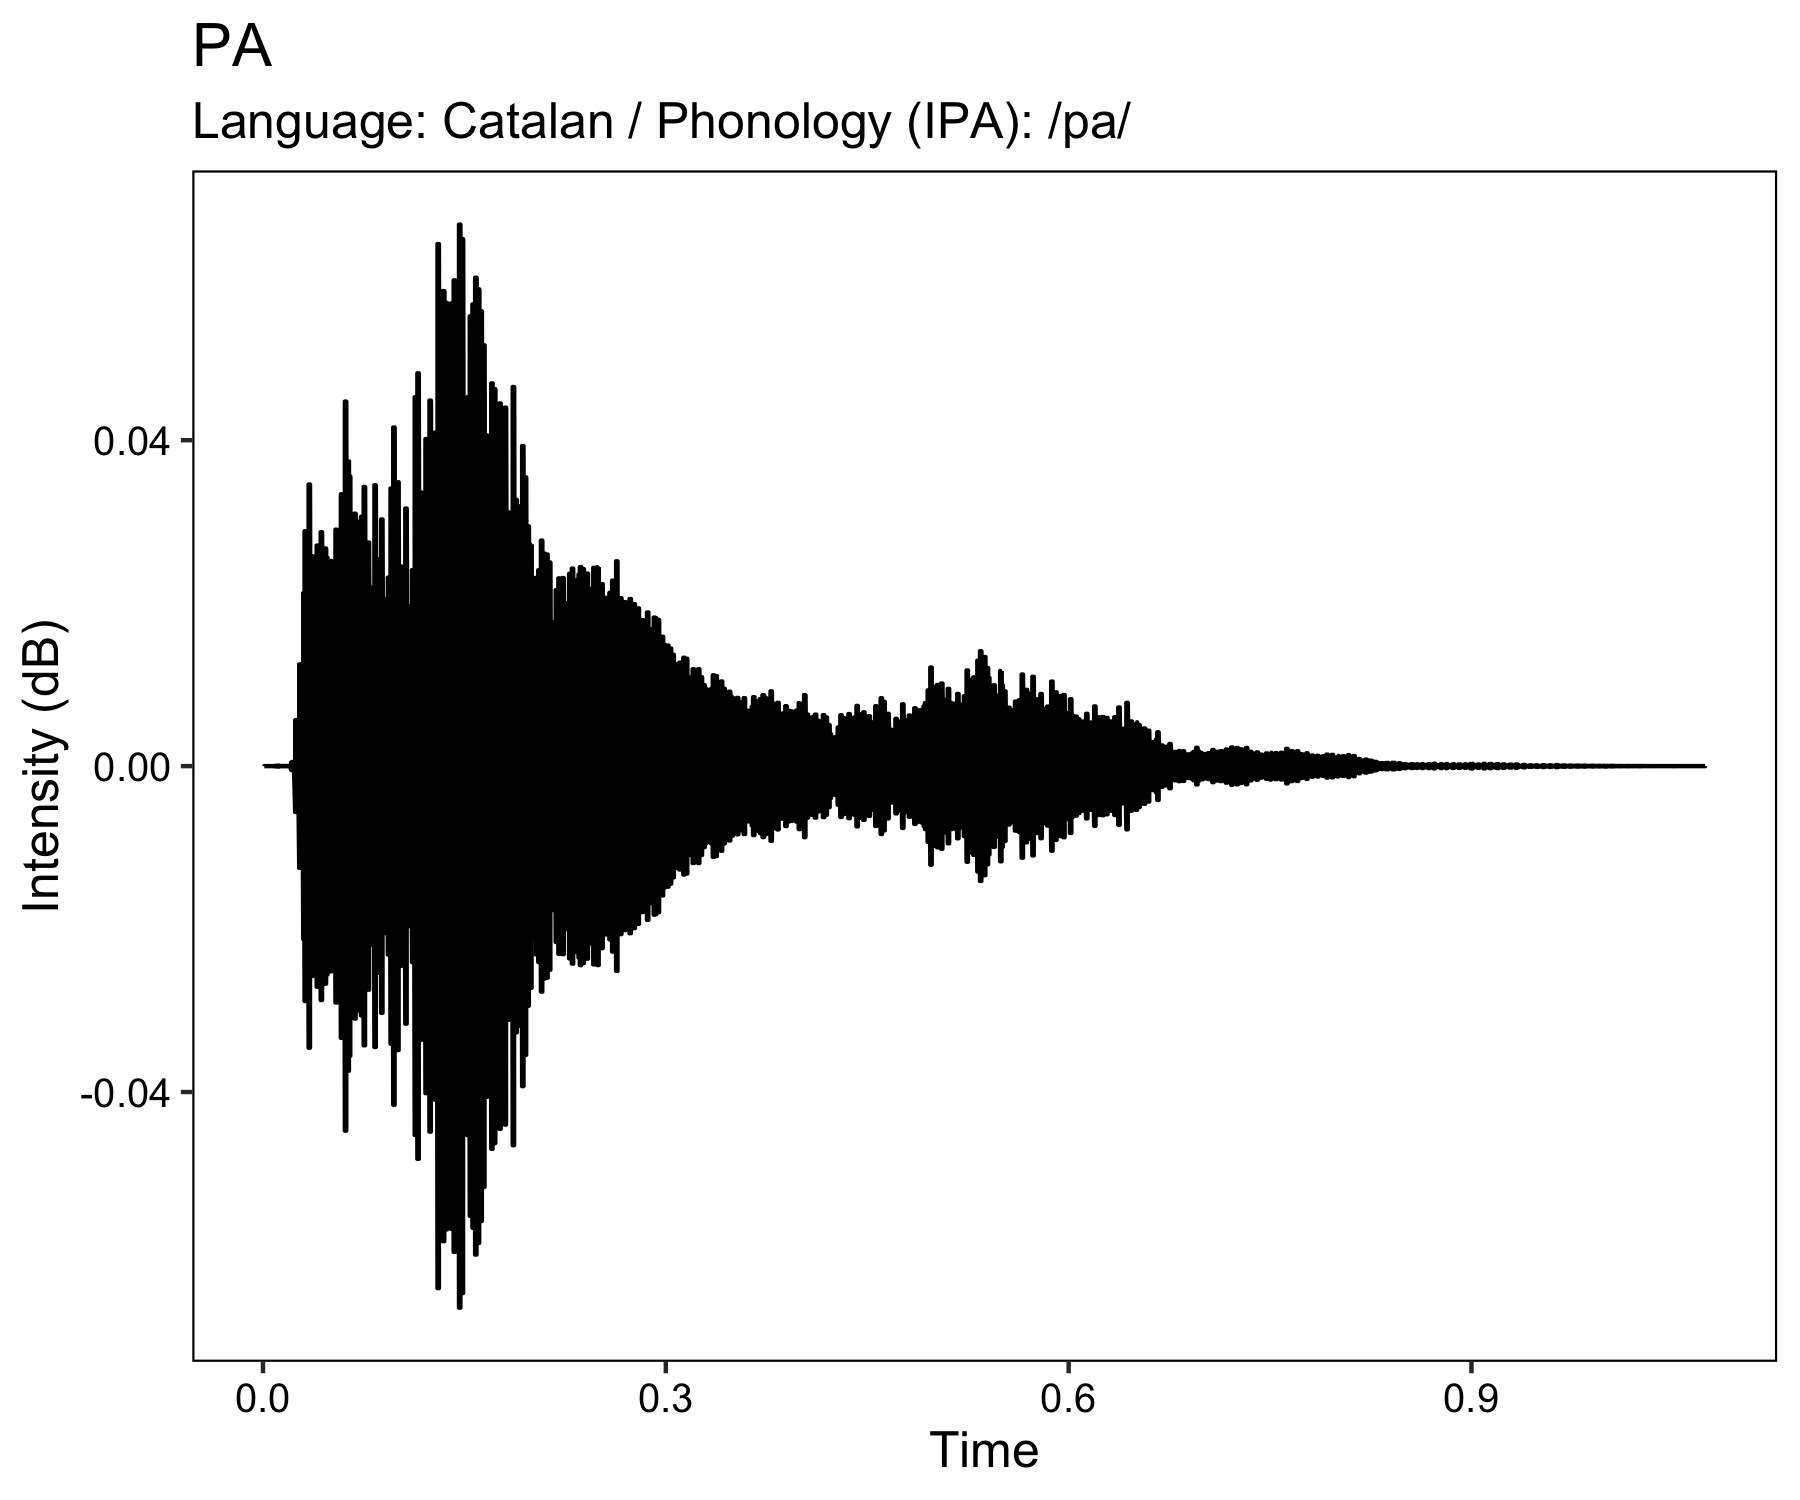 PA
Language: Catalan / Phonology (IPA): /pa/
Intensity (dB)
0.04
0.00
-0.04
0.0 0.3 0.6 0.9
Time